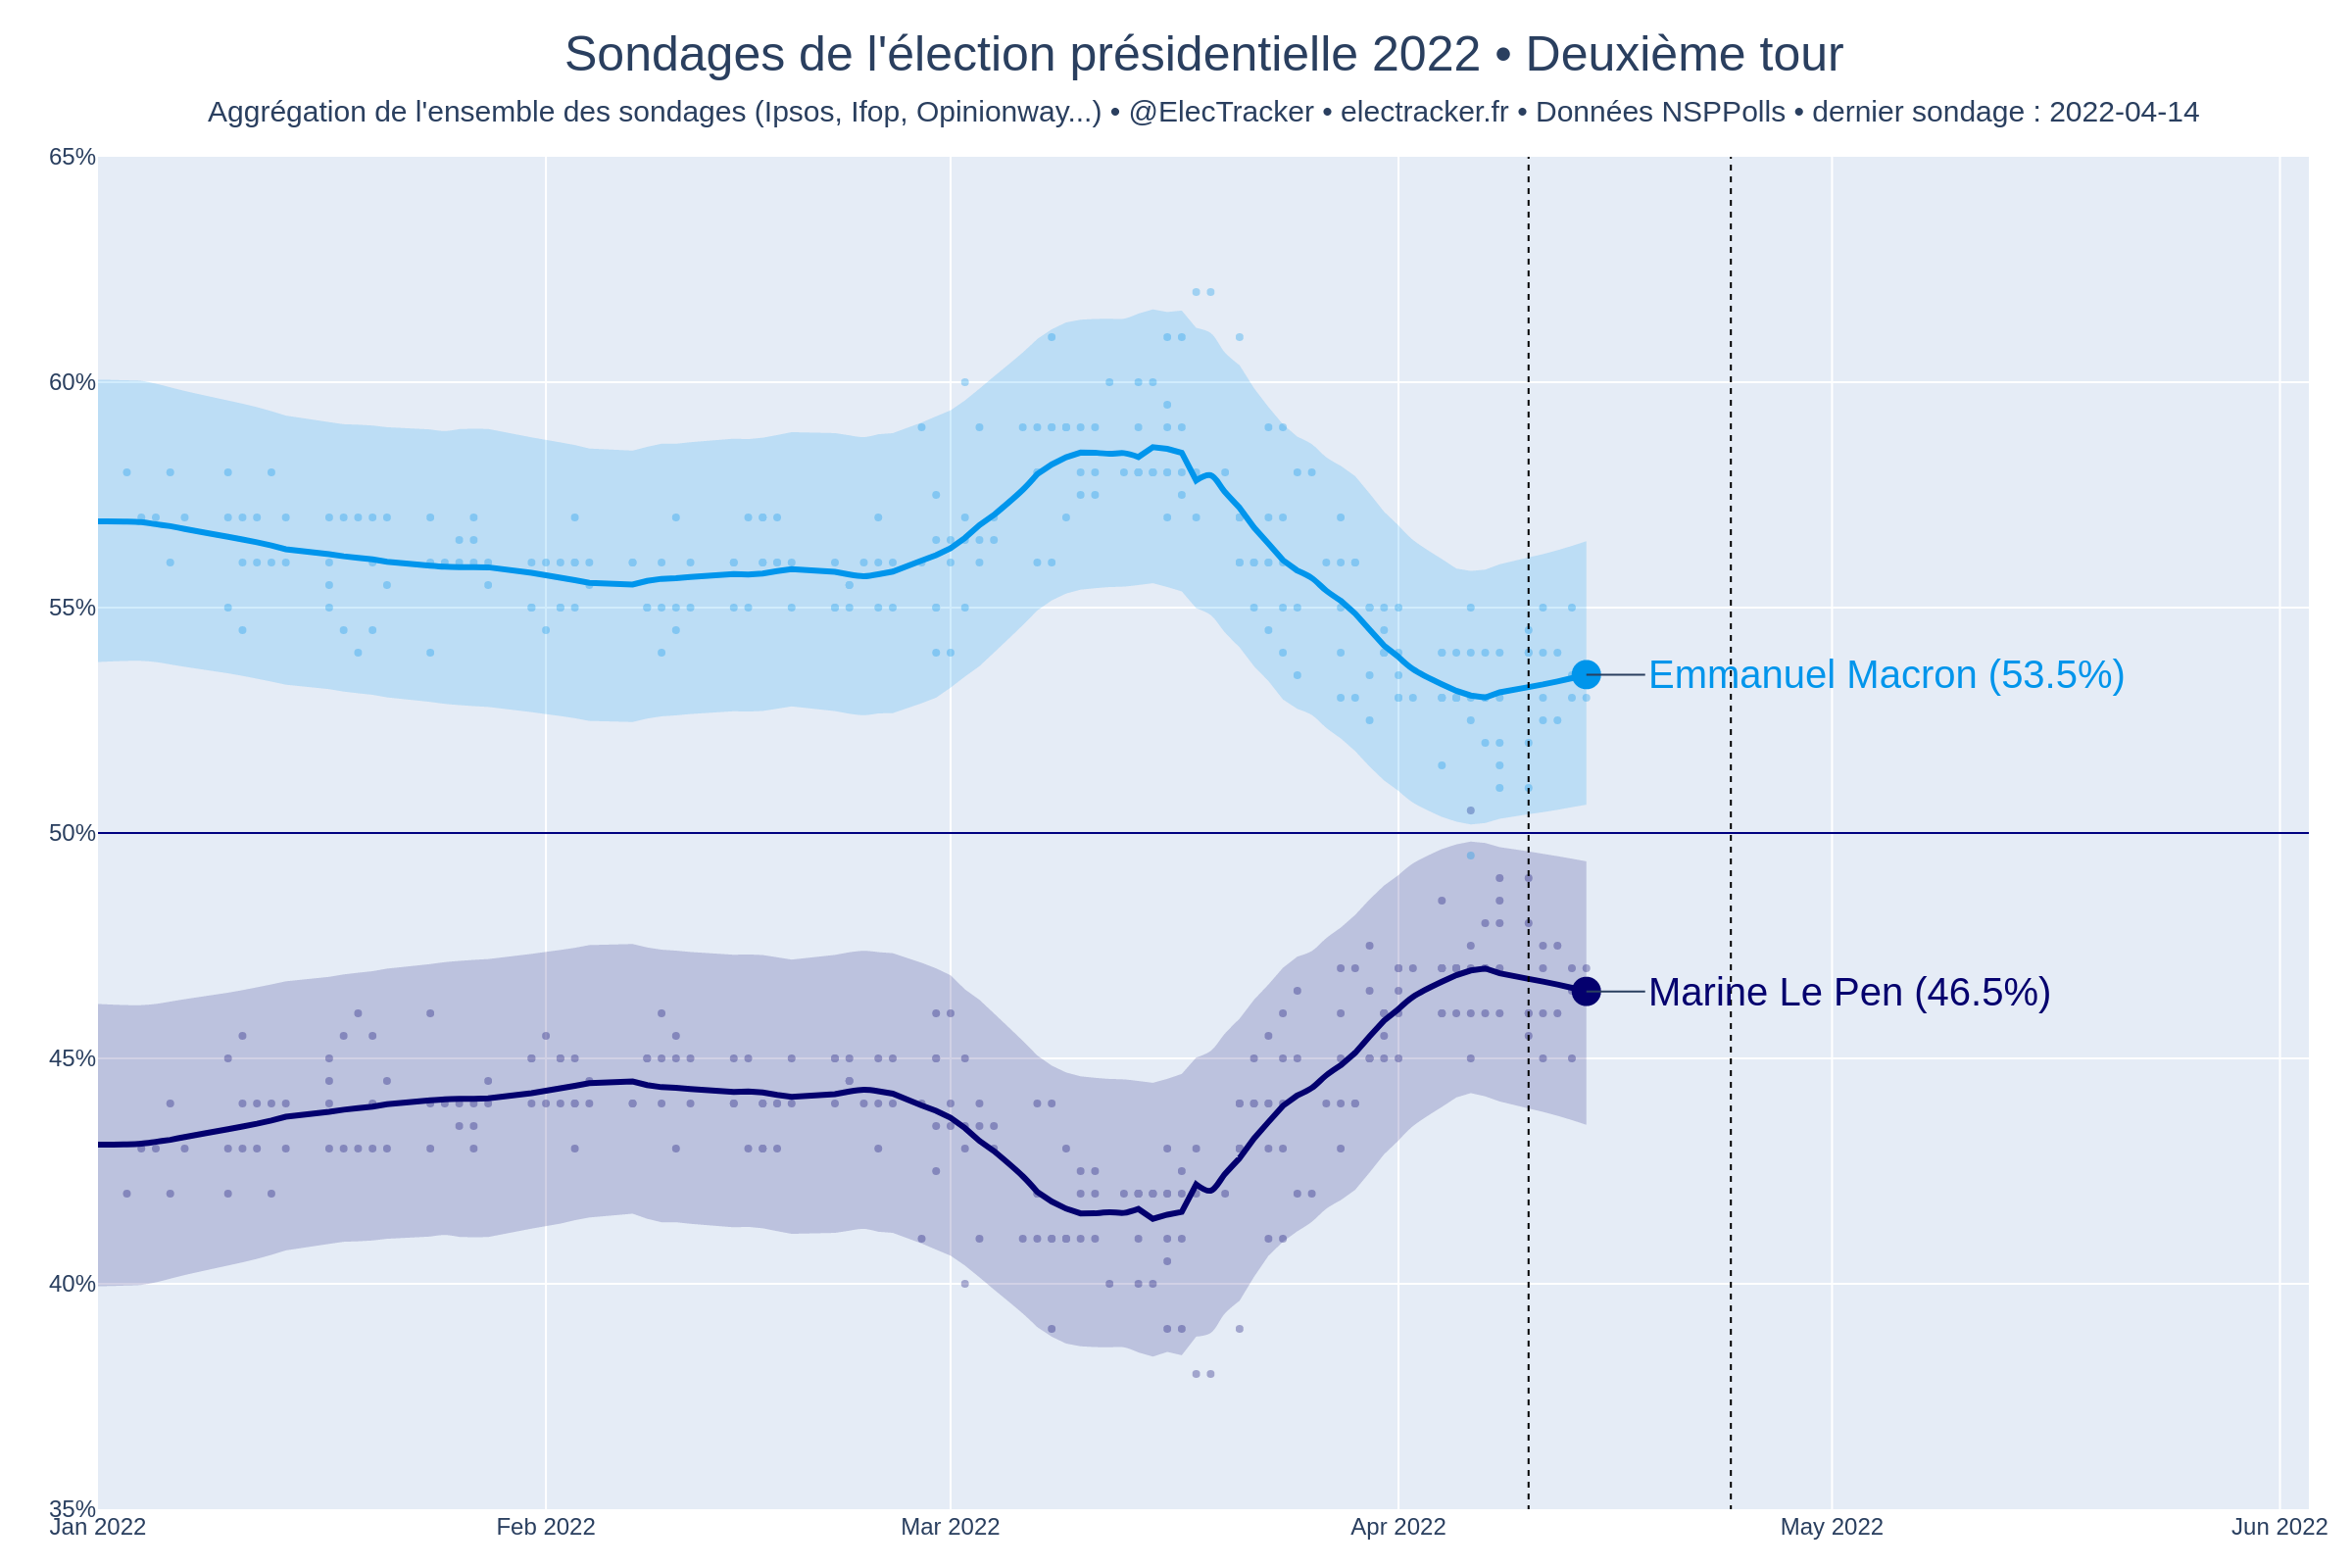 Sondages de l'élection présidentielle 2022 • Deuxième tour
Aggrégation de l'ensemble des sondages (Ipsos, Ifop, Opinionway...) • @ElecTracker • electracker.fr • Données NSPPolls • dernier sondage : 2022-04-14
65%
60%
55%
Emmanuel Macron (53.5%)
50%
Marine Le Pen (46.5%)
45%
40%
35%
Jan 2022
Feb 2022
Mar 2022
Apr 2022
May 2022
Jun 2022